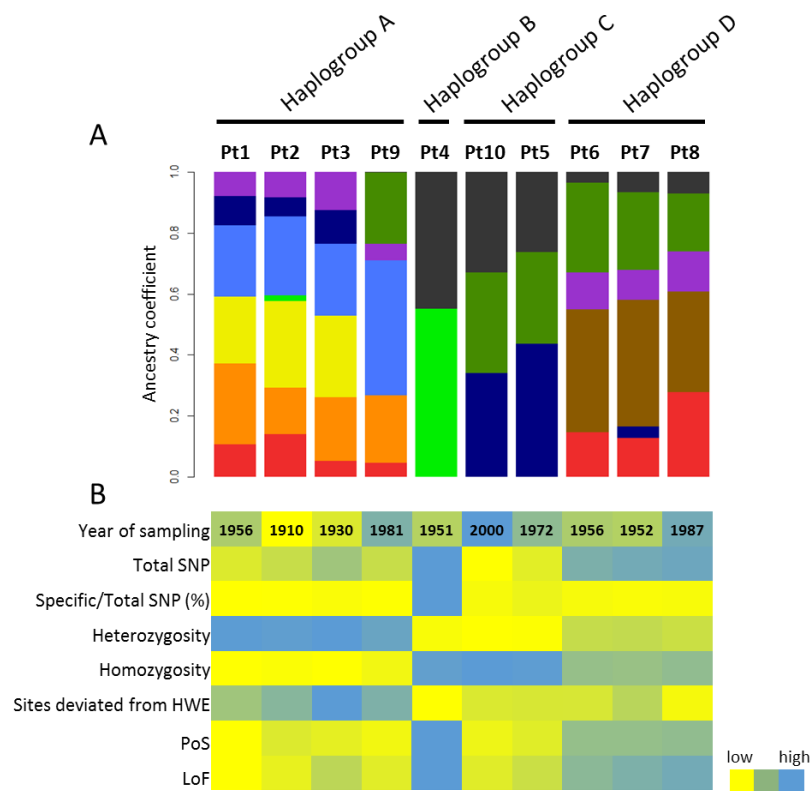 Haplogroup A
Haplogroup B
Haplogroup C
Haplogroup D
A
Pt1 Pt2 Pt3 Pt9 Pt4 Pt10 Pt5 Pt6 Pt7 Pt8
Ancestry coefficient
1.0
0.8
0.6
0.4
0.2
0.0
B
Year of sampling 1956 1910 1930 1981 1951 2000 1972 1956 1952 1987
Total SNP
Specific/Total SNP (%)
Heterozygosity
Homozygosity
Sites deviated from HWE
PoS
LoF
low high